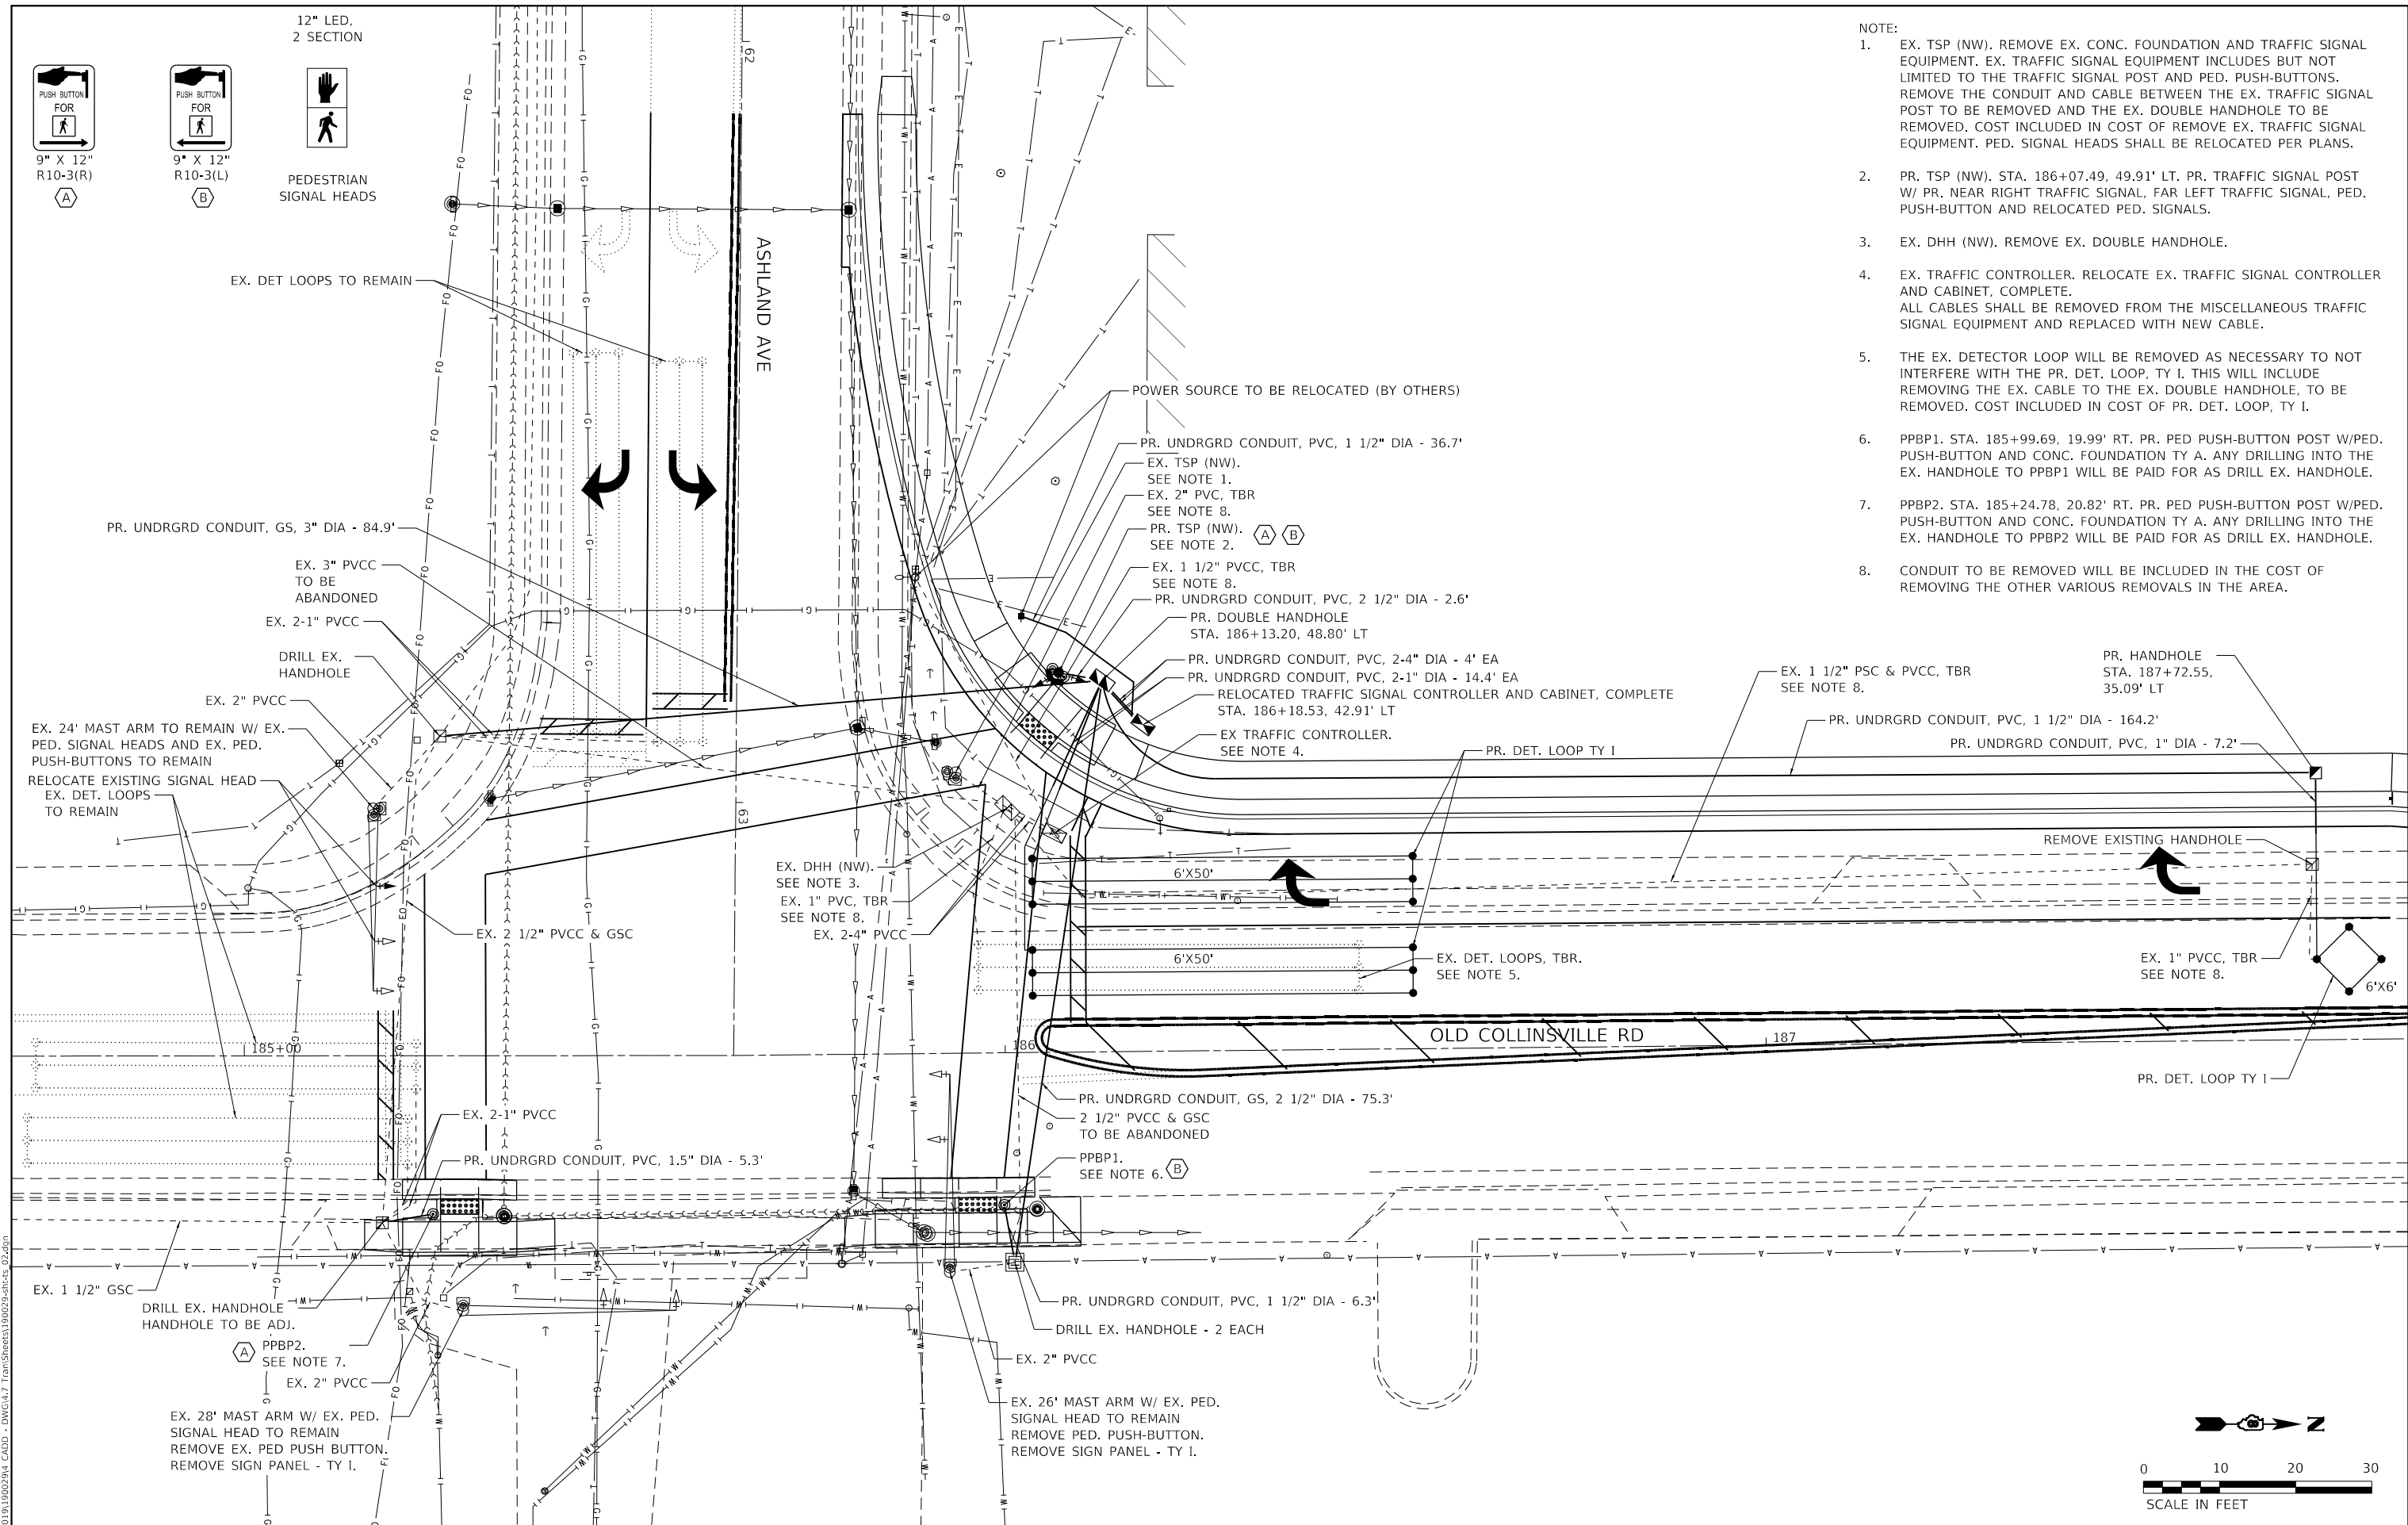 12" LED,
2 SECTION
PUSH BUTTON
FOR
9" X 12"
R10-3(R)
A
PUSH BUTTON
FOR
9" X 12"
R10-3(L)
B
PEDESTRIAN
SIGNAL HEADS
NOTE:
1. EX. TSP (NW). REMOVE EX. CONC. FOUNDATION AND TRAFFIC SIGNAL
EQUIPMENT. EX. TRAFFIC SIGNAL EQUIPMENT INCLUDES BUT NOT
LIMITED TO THE TRAFFIC SIGNAL POST AND PED. PUSH-BUTTONS.
REMOVE THE CONDUIT AND CABLE BETWEEN THE EX. TRAFFIC SIGNAL
POST TO BE REMOVED AND THE EX. DOUBLE HANDHOLE TO BE
REMOVED. COST INCLUDED IN COST OF REMOVE EX. TRAFFIC SIGNAL
EQUIPMENT. PED. SIGNAL HEADS SHALL BE RELOCATED PER PLANS.
2. PR. TSP (NW). STA. 186+07.49, 49.91' LT. PR. TRAFFIC SIGNAL POST
W/ PR. NEAR RIGHT TRAFFIC SIGNAL, FAR LEFT TRAFFIC SIGNAL, PED.
PUSH-BUTTON AND RELOCATED PED. SIGNALS.
3. EX. DHH (NW). REMOVE EX. DOUBLE HANDHOLE.
4. EX. TRAFFIC CONTROLLER. RELOCATE EX. TRAFFIC SIGNAL CONTROLLER
AND CABINET, COMPLETE.
ALL CABLES SHALL BE REMOVED FROM THE MISCELLANEOUS TRAFFIC
SIGNAL EQUIPMENT AND REPLACED WITH NEW CABLE.
5. THE EX. DETECTOR LOOP WILL BE REMOVED AS NECESSARY TO NOT
INTERFERE WITH THE PR. DET. LOOP, TY I. THIS WILL INCLUDE
REMOVING THE EX. CABLE TO THE EX. DOUBLE HANDHOLE, TO BE
REMOVED. COST INCLUDED IN COST OF PR. DET. LOOP, TY I.
6. PPBP1. STA. 185+99.69, 19.99' RT. PR. PED PUSH-BUTTON POST W/PED.
PUSH-BUTTON AND CONC. FOUNDATION TY A. ANY DRILLING INTO THE
EX. HANDHOLE TO PPBP1 WILL BE PAID FOR AS DRILL EX. HANDHOLE.
7. PPBP2. STA. 185+24.78, 20.82' RT. PR. PED PUSH-BUTTON POST W/PED.
PUSH-BUTTON AND CONC. FOUNDATION TY A. ANY DRILLING INTO THE
EX. HANDHOLE TO PPBP2 WILL BE PAID FOR AS DRILL EX. HANDHOLE.
8. CONDUIT TO BE REMOVED WILL BE INCLUDED IN THE COST OF
REMOVING THE OTHER VARIOUS REMOVALS IN THE AREA.
62
ASHLAND AVE
63
EX. DET LOOPS TO REMAIN
PR. UNDRGRD CONDUIT, GS, 3" DIA - 84.9'
EX. 3" PVCC
TO BE
ABANDONED
EX. 2-1" PVCC
DRILL EX.
HANDHOLE
EX. 2" PVCC
EX. 24' MAST ARM TO REMAIN W/ EX.
PED. SIGNAL HEADS AND EX. PED.
PUSH-BUTTONS TO REMAIN
RELOCATE EXISTING SIGNAL HEAD
EX. DET. LOOPS
TO REMAIN
POWER SOURCE TO BE RELOCATED (BY OTHERS)
PR. UNDRGRD CONDUIT, PVC, 1 1/2" DIA - 36.7'
EX. TSP (NW).
SEE NOTE 1.
EX. 2" PVC, TBR
SEE NOTE 8.
PR. TSP (NW).
SEE NOTE 2.
A B
EX. 1 1/2" PVCC, TBR
SEE NOTE 8.
PR. UNDRGRD CONDUIT, PVC, 2 1/2" DIA - 2.6'
PR. DOUBLE HANDHOLE
STA. 186+13.20, 48.80' LT
PR. UNDRGRD CONDUIT, PVC, 2-4" DIA - 4' EA
PR. UNDRGRD CONDUIT, PVC, 2-1" DIA - 14.4' EA
RELOCATED TRAFFIC SIGNAL CONTROLLER AND CABINET, COMPLETE
STA. 186+18.53, 42.91' LT
EX TRAFFIC CONTROLLER.
SEE NOTE 4.
PR. DET. LOOP TY I
EX. 1 1/2" PSC & PVCC, TBR
SEE NOTE 8.
PR. HANDHOLE
STA. 187+72.55,
35.09' LT
PR. UNDRGRD CONDUIT, PVC, 1 1/2" DIA - 164.2'
PR. UNDRGRD CONDUIT, PVC, 1" DIA - 7.2'
REMOVE EXISTING HANDHOLE
EX. DHH (NW).
SEE NOTE 3.
EX. 1" PVC, TBR
SEE NOTE 8.
EX. 2-4" PVCC
EX. 2 1/2" PVCC & GSC
6'X50'
6'X50'
EX. DET. LOOPS, TBR.
SEE NOTE 5.
EX. 1" PVCC, TBR
SEE NOTE 8.
6'X6'
185+00
186
OLD COLLINSVILLE RD
187
PR. DET. LOOP TY I
PR. UNDRGRD CONDUIT, GS, 2 1/2" DIA - 75.3'
2 1/2" PVCC & GSC
TO BE ABANDONED
EX. 2-1" PVCC
PR. UNDRGRD CONDUIT, PVC, 1.5" DIA - 5.3'
PPBP1.
SEE NOTE 6.
B
EX. 1 1/2" GSC
DRILL EX. HANDHOLE
HANDHOLE TO BE ADJ.
A
PPBP2.
SEE NOTE 7.
EX. 2" PVCC
PR. UNDRGRD CONDUIT, PVC, 1 1/2" DIA - 6.3'
DRILL EX. HANDHOLE - 2 EACH
EX. 2" PVCC
EX. 28' MAST ARM W/ EX. PED.
SIGNAL HEAD TO REMAIN
REMOVE EX. PED PUSH BUTTON.
REMOVE SIGN PANEL - TY I.
EX. 26' MAST ARM W/ EX. PED.
SIGNAL HEAD TO REMAIN
REMOVE PED. PUSH-BUTTON.
REMOVE SIGN PANEL - TY I.
N
0 10 20 30
SCALE IN FEET